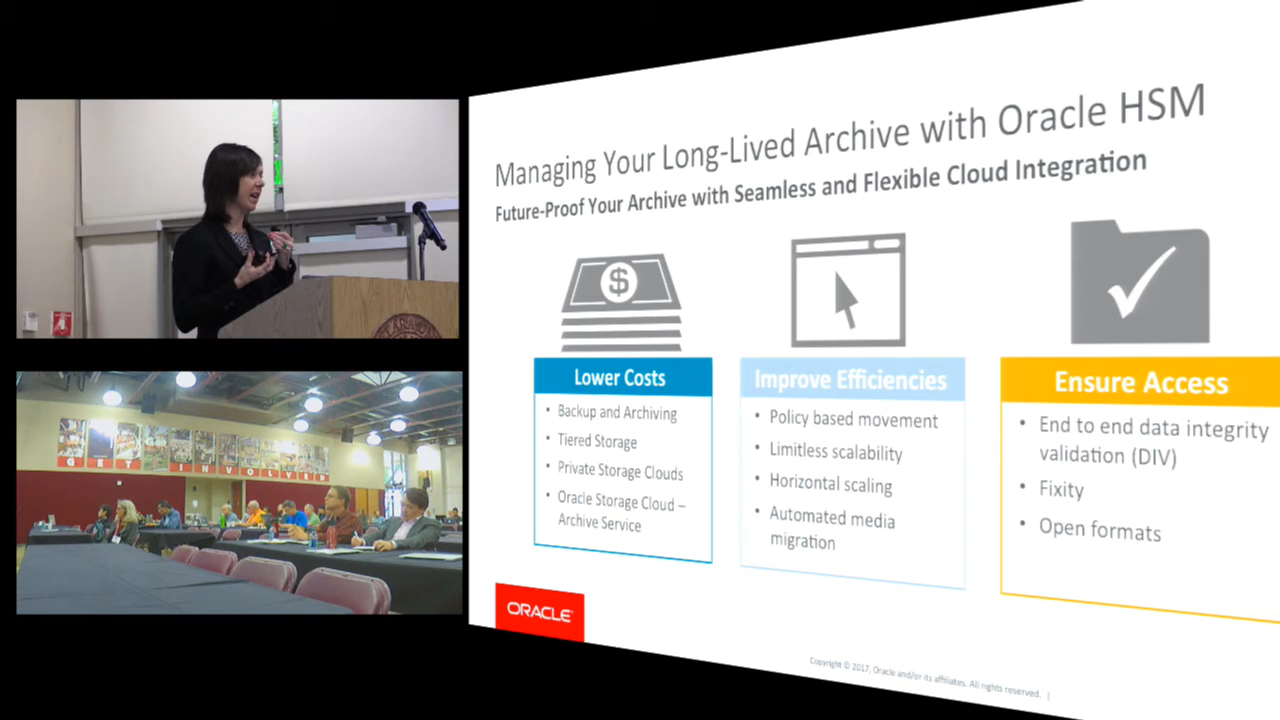 Managing Your Long-Lived Archive with Oracle HSM
Future-Proof Your Archive with Seamless and Flexible Cloud Integration
$
Lower Costs
• Backup and Archiving
• Tiered Storage
• Private Storage Clouds
• Oracle Storage Cloud –
Archive Service
Improve Efficiencies
• Policy based movement
• Limitless scalability
• Horizontal scaling
• Automated media
migration
Ensure Access
• End to end data integrity
validation (DIV)
• Fixity
• Open formats
ORACLE
Copyright © 2017, Oracle and/or its affiliates. All rights reserved. |
GET INVOLVED